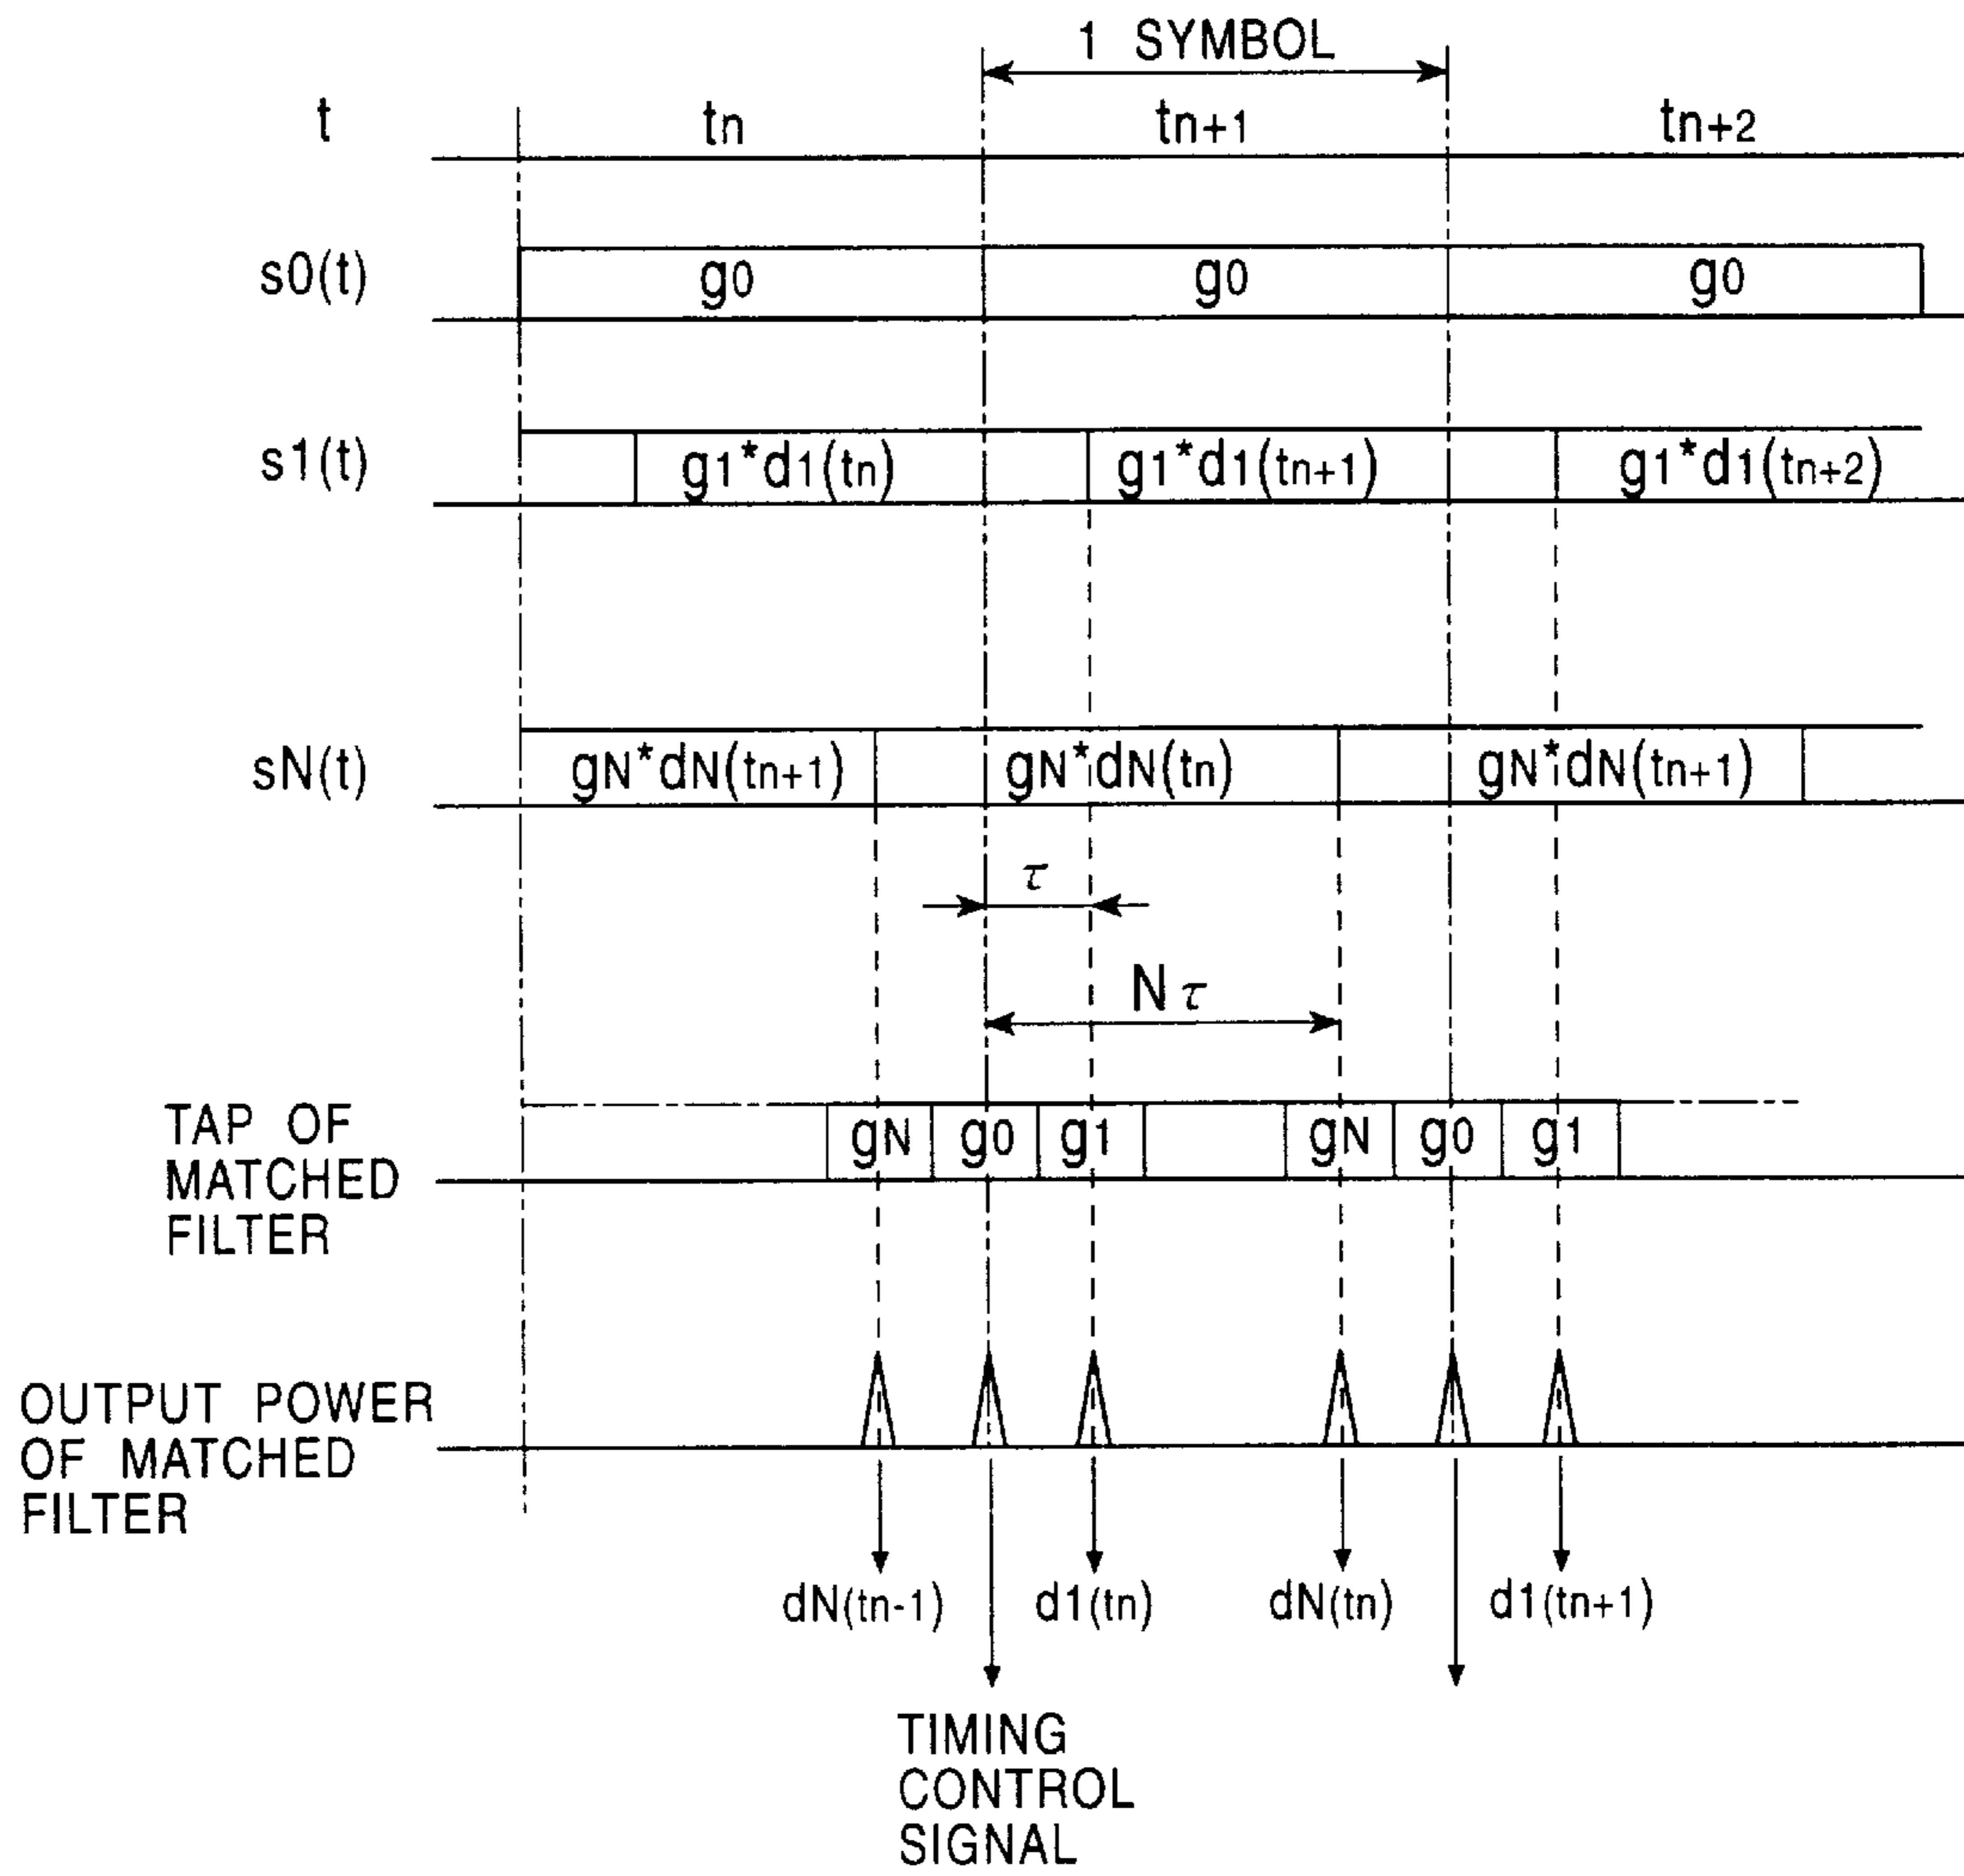 1 SYMBOL
t tn tn+1 tn+2
s0(t) g0 g0 g0
s1(t) g1*d1(tn) g1*d1(tn+1) g1*d1(tn+2)
sN(t) gN*dN(tn+1) gN*dN(tn) gN*dN(tn+1)
τ
Nτ
TAP OF
MATCHED
FILTER
gN g0 g1 gN g0 g1
OUTPUT POWER
OF MATCHED
FILTER
dN(tn-1) d1(tn) dN(tn) d1(tn+1)
TIMING
CONTROL
SIGNAL